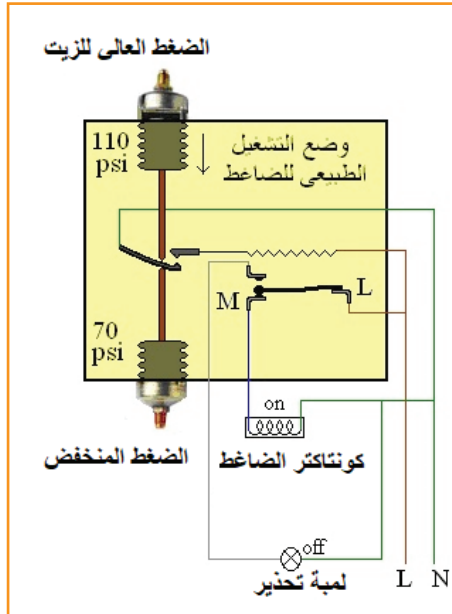 الضغط العالى للزيت
110
psi
وضع التشغيل
الطبيعى للضاغط
L
M
70
psi
on
الضغط المنخفض
كونتاكتر الضاغط
off
لمبة تحذير
L N